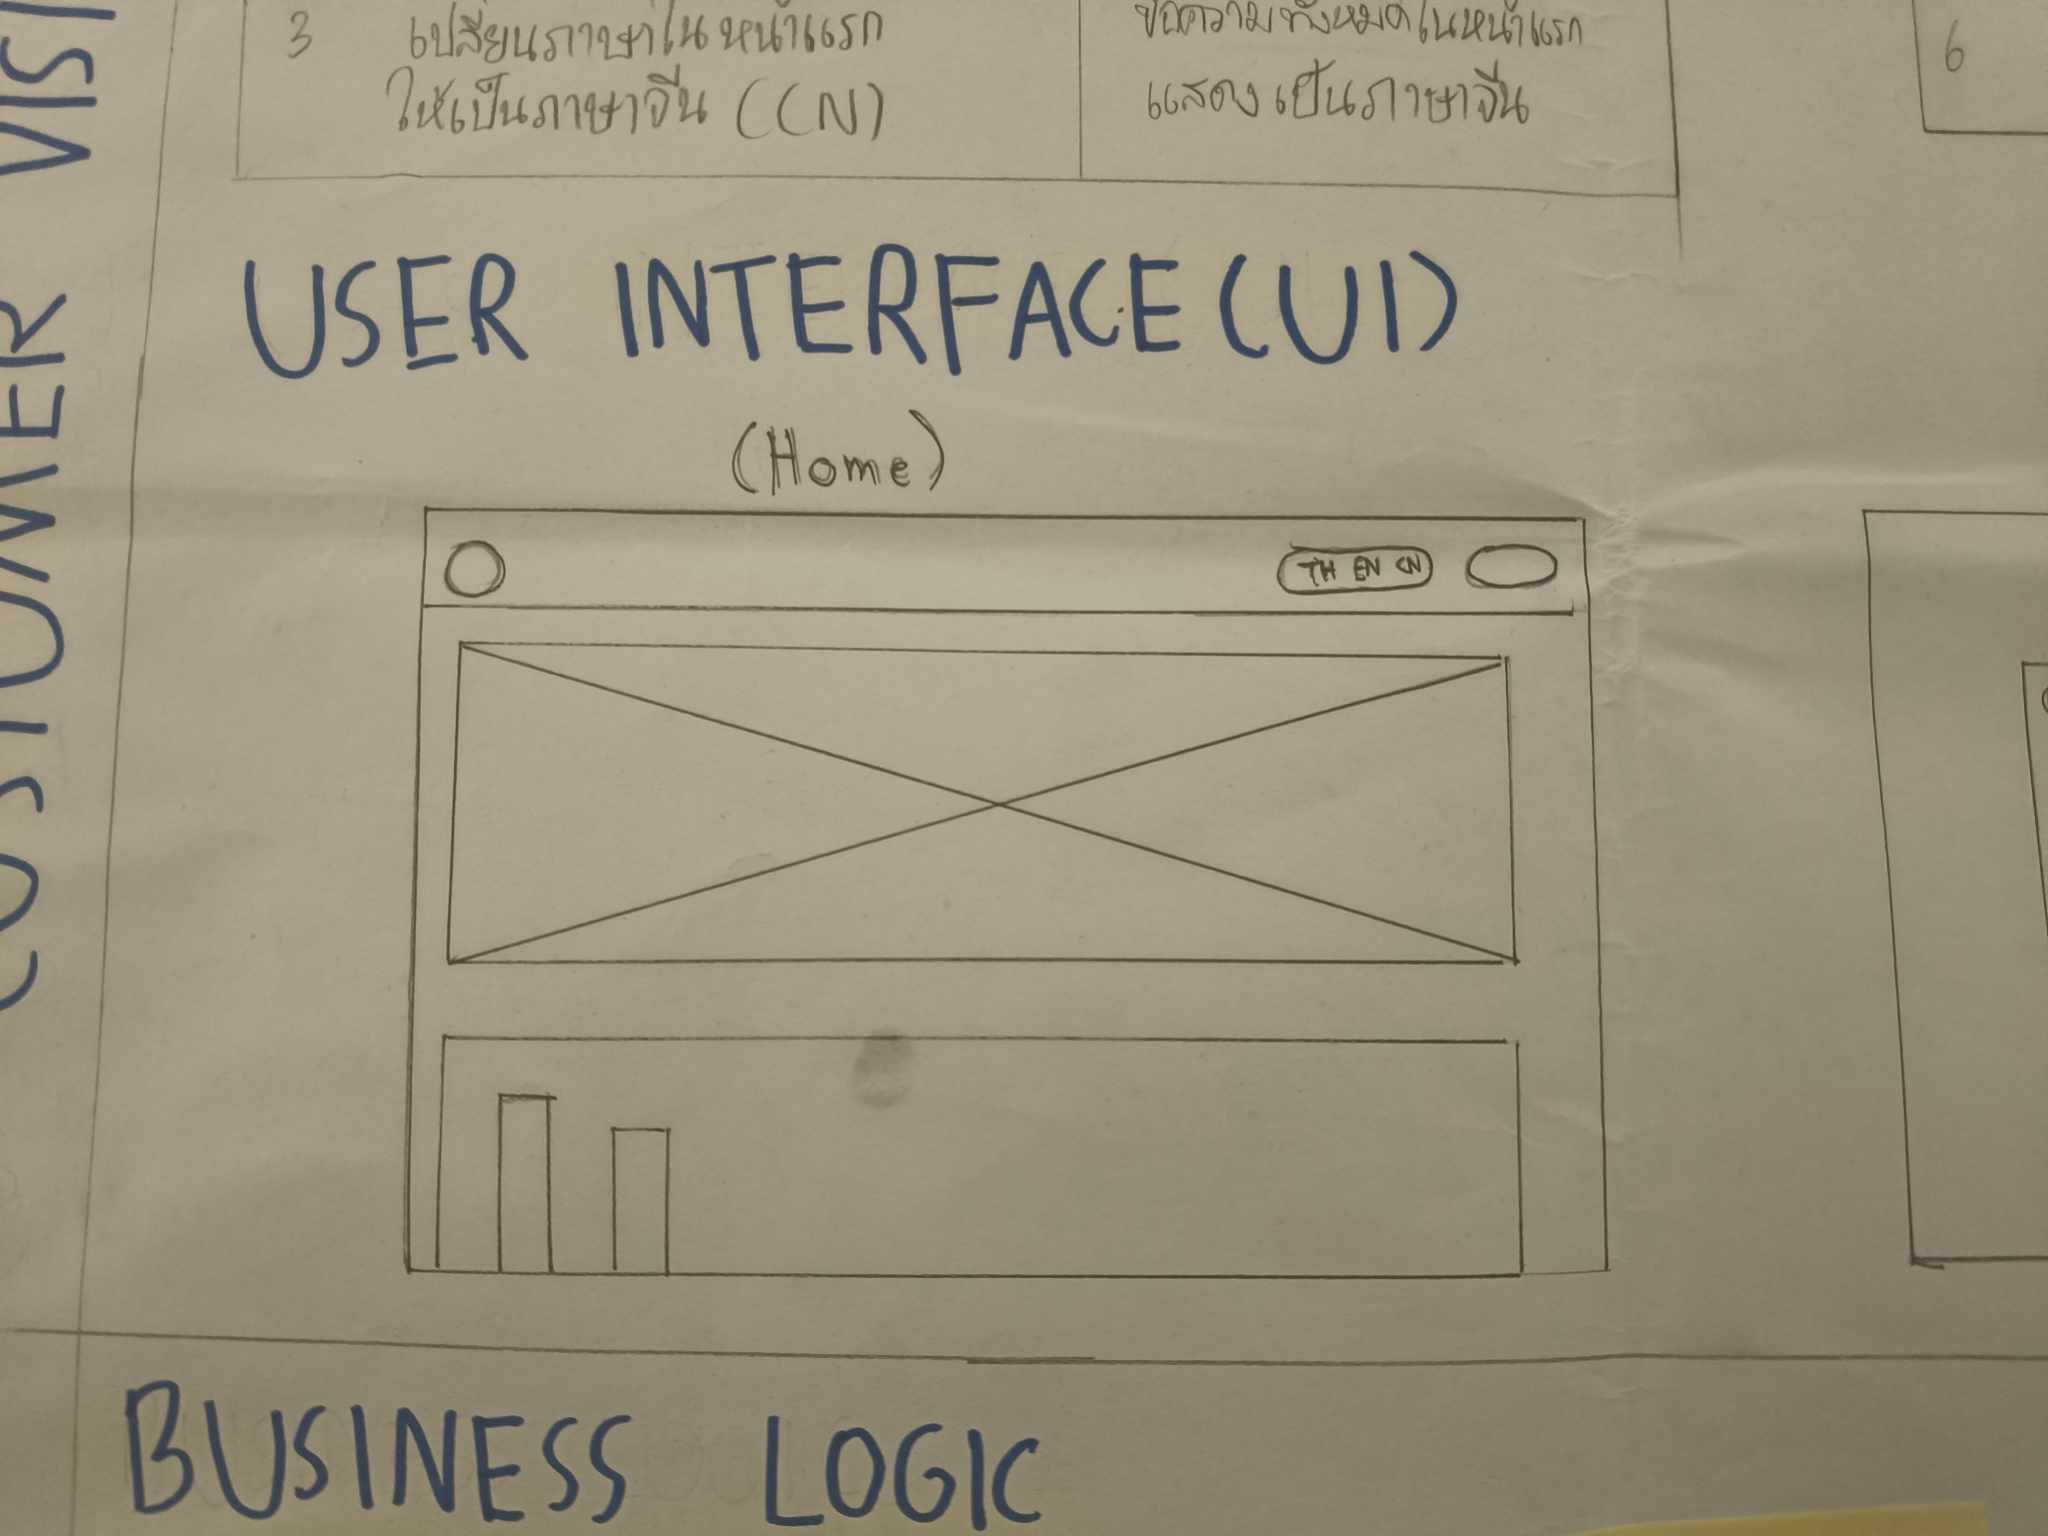 CUSTOMER VISI
3
เปลี่ยนภาษาในหน้าแรก
ให้เป็นภาษาจีน (CN)
ข้อความทั้งหมดในหน้าแรก
แสดงเป็นภาษาจีน
6
USER INTERFACE(UI)
(Home)
TH EN CN
BUSINESS LOGIC